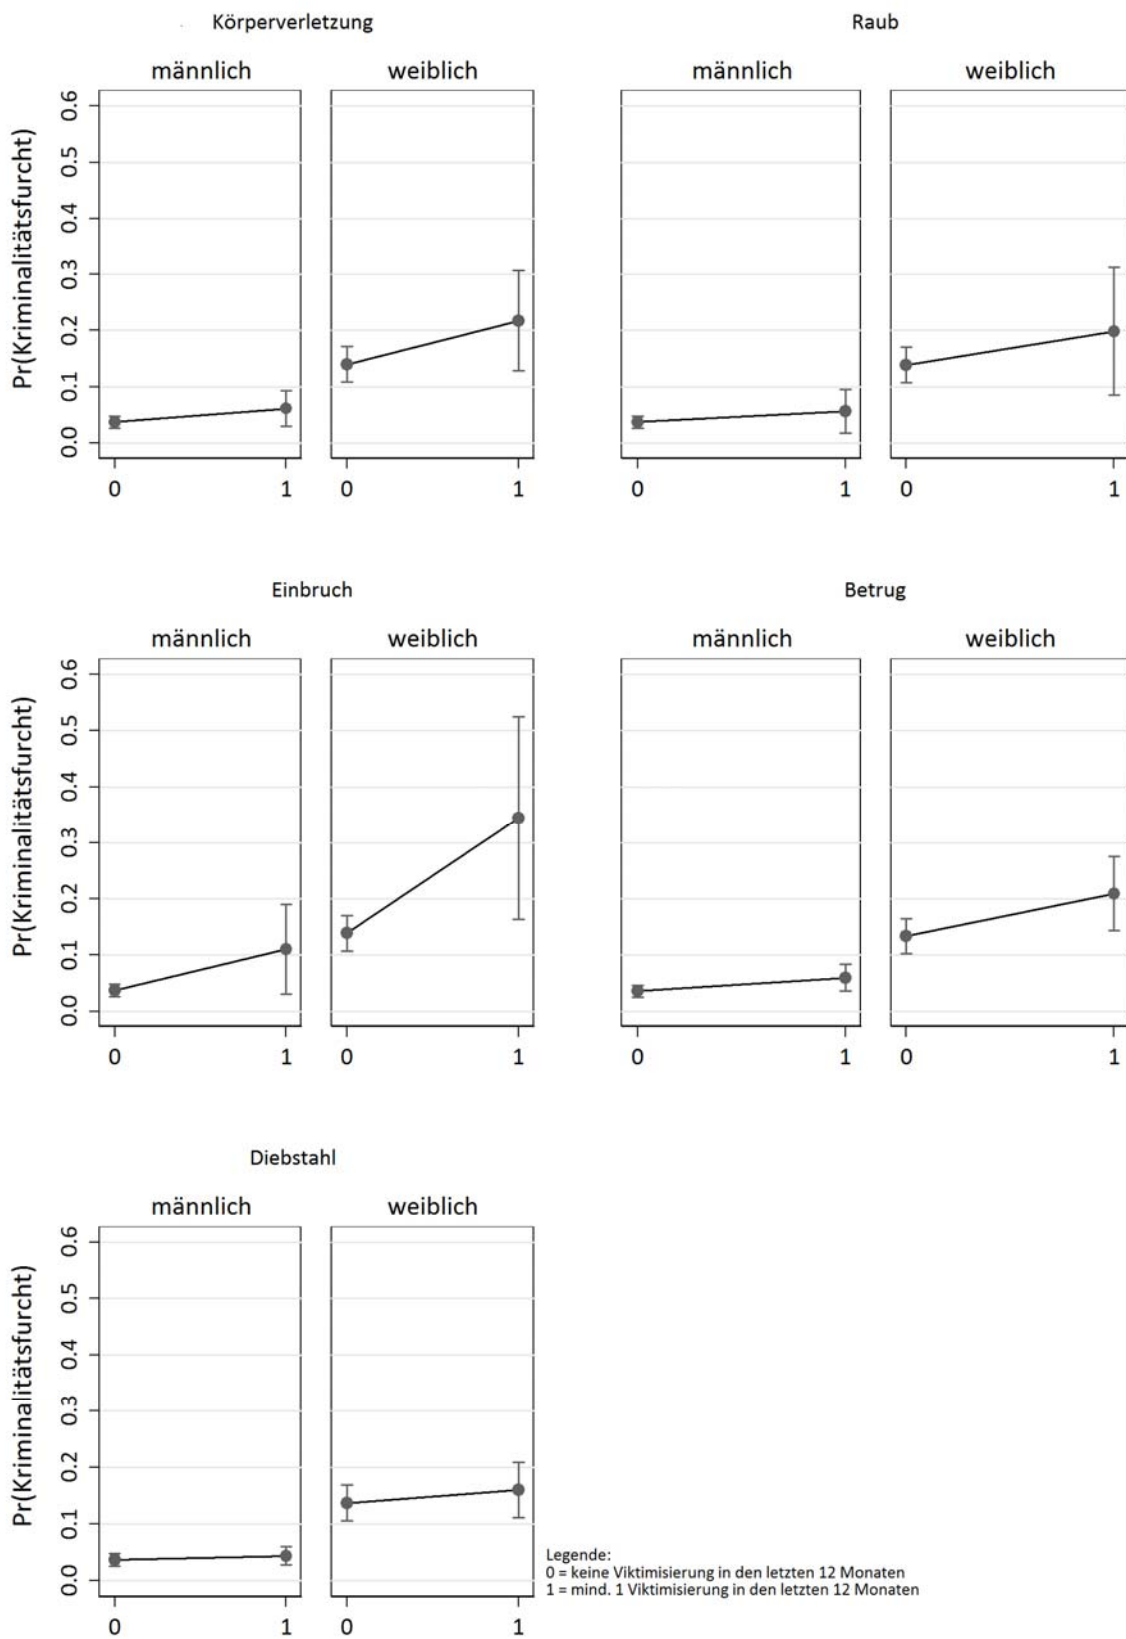 Körperverletzung
Raub
männlich
weiblich
männlich
weiblich
Pr(Kriminalitätsfurcht)
0.6
0.5
0.4
0.3
0.2
0.1
0.0
0 1
0 1
0 1
0 1
Einbruch
Betrug
männlich
weiblich
männlich
weiblich
Pr(Kriminalitätsfurcht)
0.6
0.5
0.4
0.3
0.2
0.1
0.0
0 1
0 1
0 1
0 1
Diebstahl
männlich
weiblich
Pr(Kriminalitätsfurcht)
0.6
0.5
0.4
0.3
0.2
0.1
0.0
0 1
0 1
Legende:
0 = keine Viktimisierung in den letzten 12 Monaten
1 = mind. 1 Viktimisierung in den letzten 12 Monaten